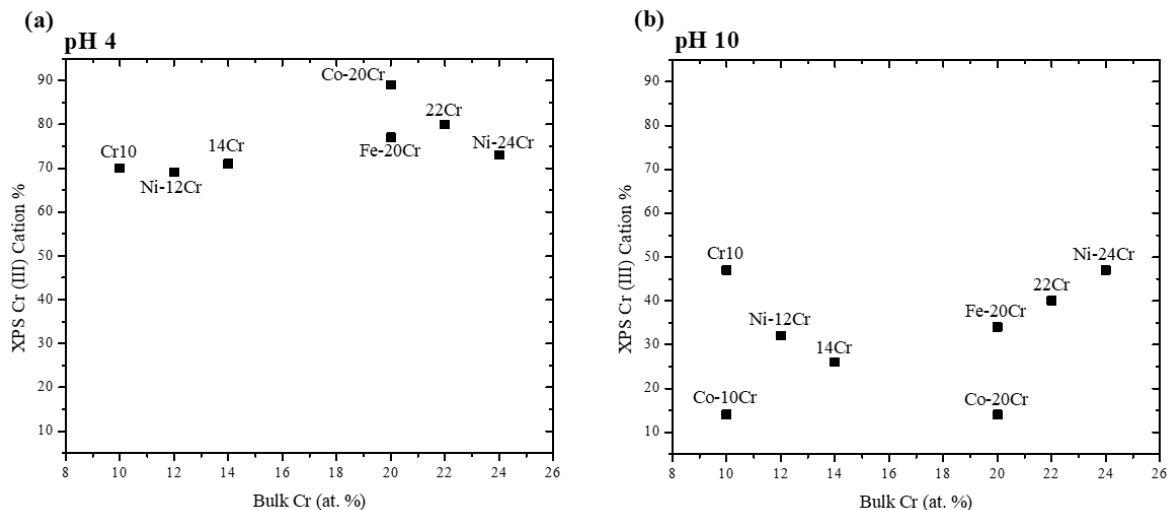 (a)
pH 4
XPS Cr (III) Cation %
90
80
70
60
50
40
30
20
10
Co-20Cr
22Cr
14Cr
Cr10
Fe-20Cr
Ni-24Cr
Ni-12Cr
8 10 12 14 16 18 20 22 24 26
Bulk Cr (at. %)
(b)
pH 10
XPS Cr (III) Cation %
90
80
70
60
50
40
30
20
10
Cr10
Ni-24Cr
22Cr
Ni-12Cr
Fe-20Cr
14Cr
Co-10Cr
Co-20Cr
8 10 12 14 16 18 20 22 24 26
Bulk Cr (at. %)